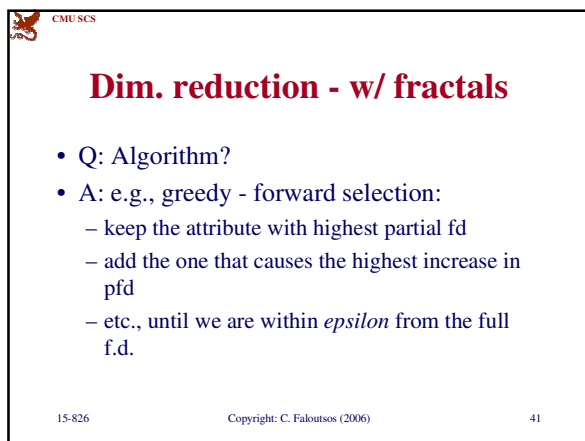 CMU SCS
Dim. reduction - w/ fractals
• Q: Algorithm?
• A: e.g., greedy - forward selection:
– keep the attribute with highest partial fd
– add the one that causes the highest increase in
pfd
– etc., until we are within epsilon from the full
f.d.
15-826 Copyright: C. Faloutsos (2006) 41